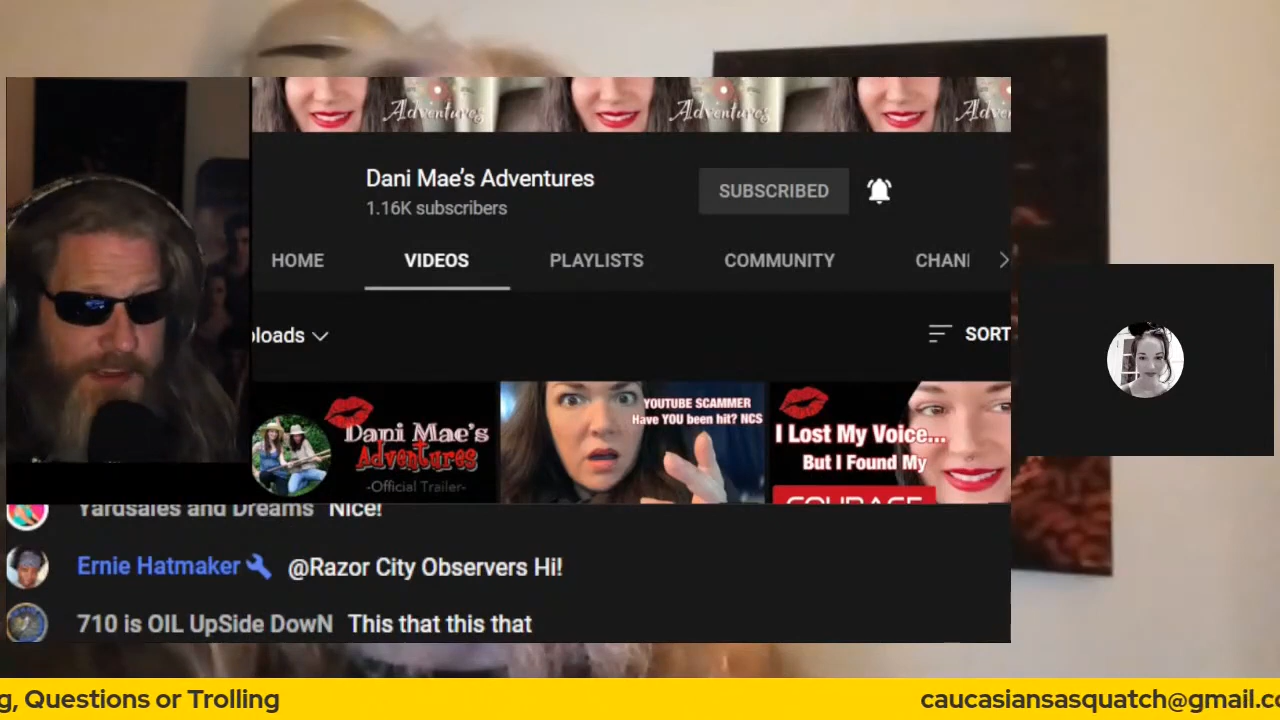 Adventures Adventures
Dani Mae's Adventures
SUBSCRIBED
1.16K subscribers
HOME VIDEOS PLAYLISTS COMMUNITY CHAN
loads
SORT
Dani Mae's
Adventures
-Official Trailer-
YOUTUBE SCAMMER
Have YOU been hit? NCS
I Lost My Voice...
But I Found My
COURAGE
Yardsales and Dreams Nice!
Ernie Hatmaker @Razor City Observers Hi!
710 is OIL UpSide DowN This that this that
g, Questions or Trolling caucasiansasquatch@gmail.co